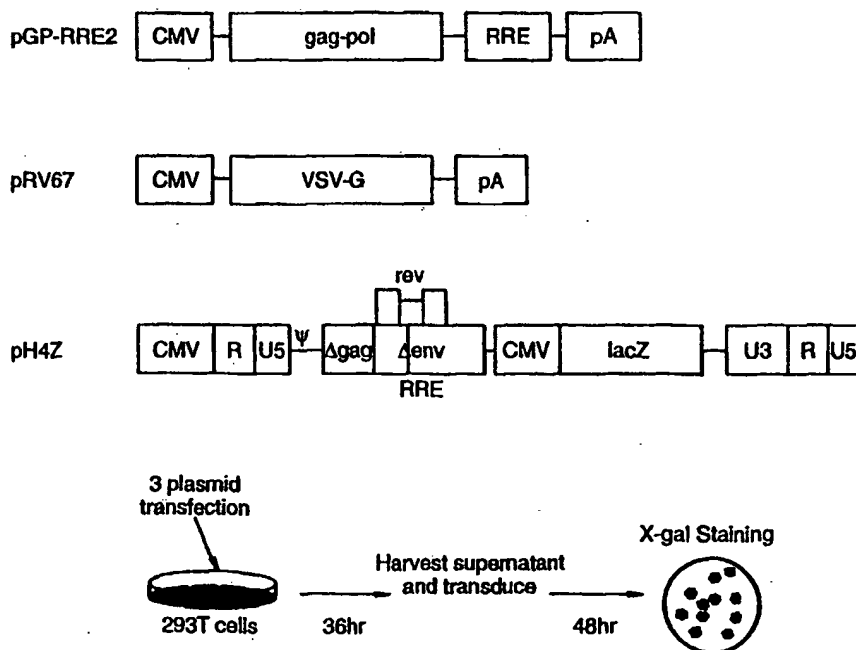 pGP-RRE2 CMV gag-pol RRE pA
pRV67 CMV VSV-G pA
rev
pH4Z CMV R U5 ψ Δgag Δenv CMV lacZ U3 R U5
RRE
3 plasmid
transfection
X-gal Staining
Harvest supernatant
and transduce
293T cells 36hr 48hr